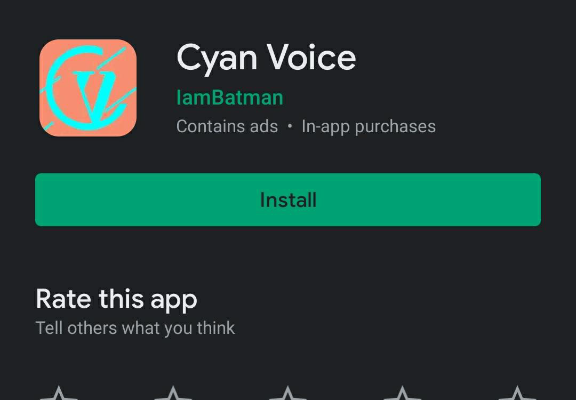 Cyan Voice
IamBatman
Contains ads • In-app purchases
Install
Rate this app
Tell others what you think